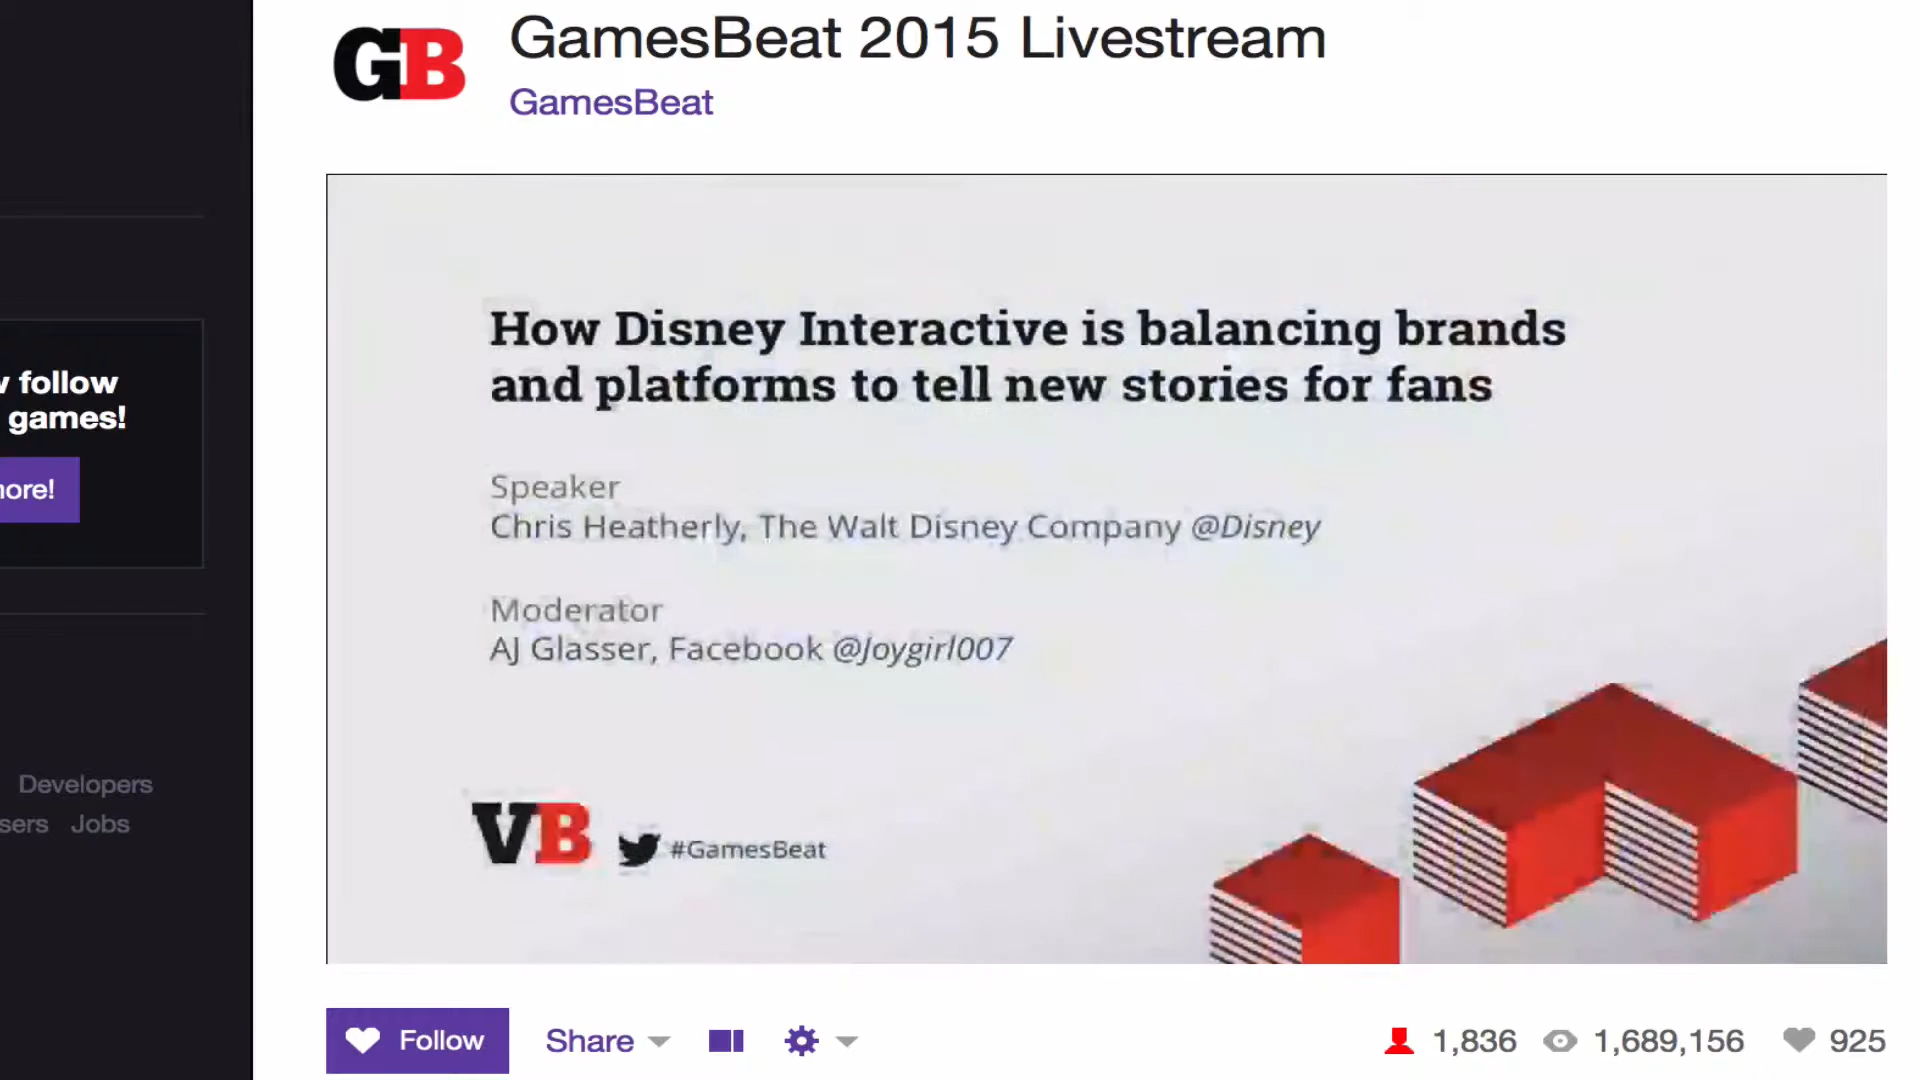 GB
GamesBeat 2015 Livestream
GamesBeat
follow
games!
Developers
Jobs
How Disney Interactive is balancing brands
and platforms to tell new stories for fans
Speaker
Chris Heatherly, The Walt Disney Company @Disney
Moderator
AJ Glasser, Facebook @Joygirl007
VB #GamesBeat
Follow Share 1,836 1,689,156 925